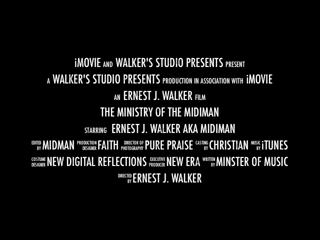 iMOVIE AND WALKER'S STUDIO PRESENTS PRESENT
A WALKER'S STUDIO PRESENTS PRODUCTION IN ASSOCIATION WITH iMOVIE
AN ERNEST J. WALKER FILM
THE MINISTRY OF THE MIDIMAN
STARRING ERNEST J. WALKER AKA MIDIMAN
EDITED BY MIDMAN PRODUCTION DESIGNER FAITH DIRECTOR OF PHOTOGRAPHY PURE PRAISE CASTING BY CHRISTIAN MUSIC BY iTUNES
COSTUME DESIGNER NEW DIGITAL REFLECTIONS EXECUTIVE PRODUCER NEW ERA WRITTEN BY MINSTER OF MUSIC
DIRECTED BY ERNEST J. WALKER